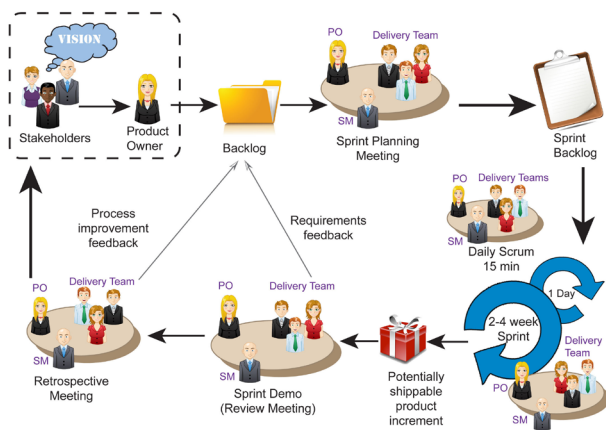 VISION
Stakeholders
Product
Owner
Backlog
PO
Delivery Team
SM
Sprint Planning
Meeting
Sprint
Backlog
PO
Delivery Teams
SM
Daily Scrum
15 min
1 Day
2-4 week
Sprint
Delivery
Team
PO
SM
Potentially
shippable
product
increment
Requirements
feedback
PO
Delivery Team
SM
Sprint Demo
(Review Meeting)
Process
improvement
feedback
PO
Delivery Team
SM
Retrospective
Meeting